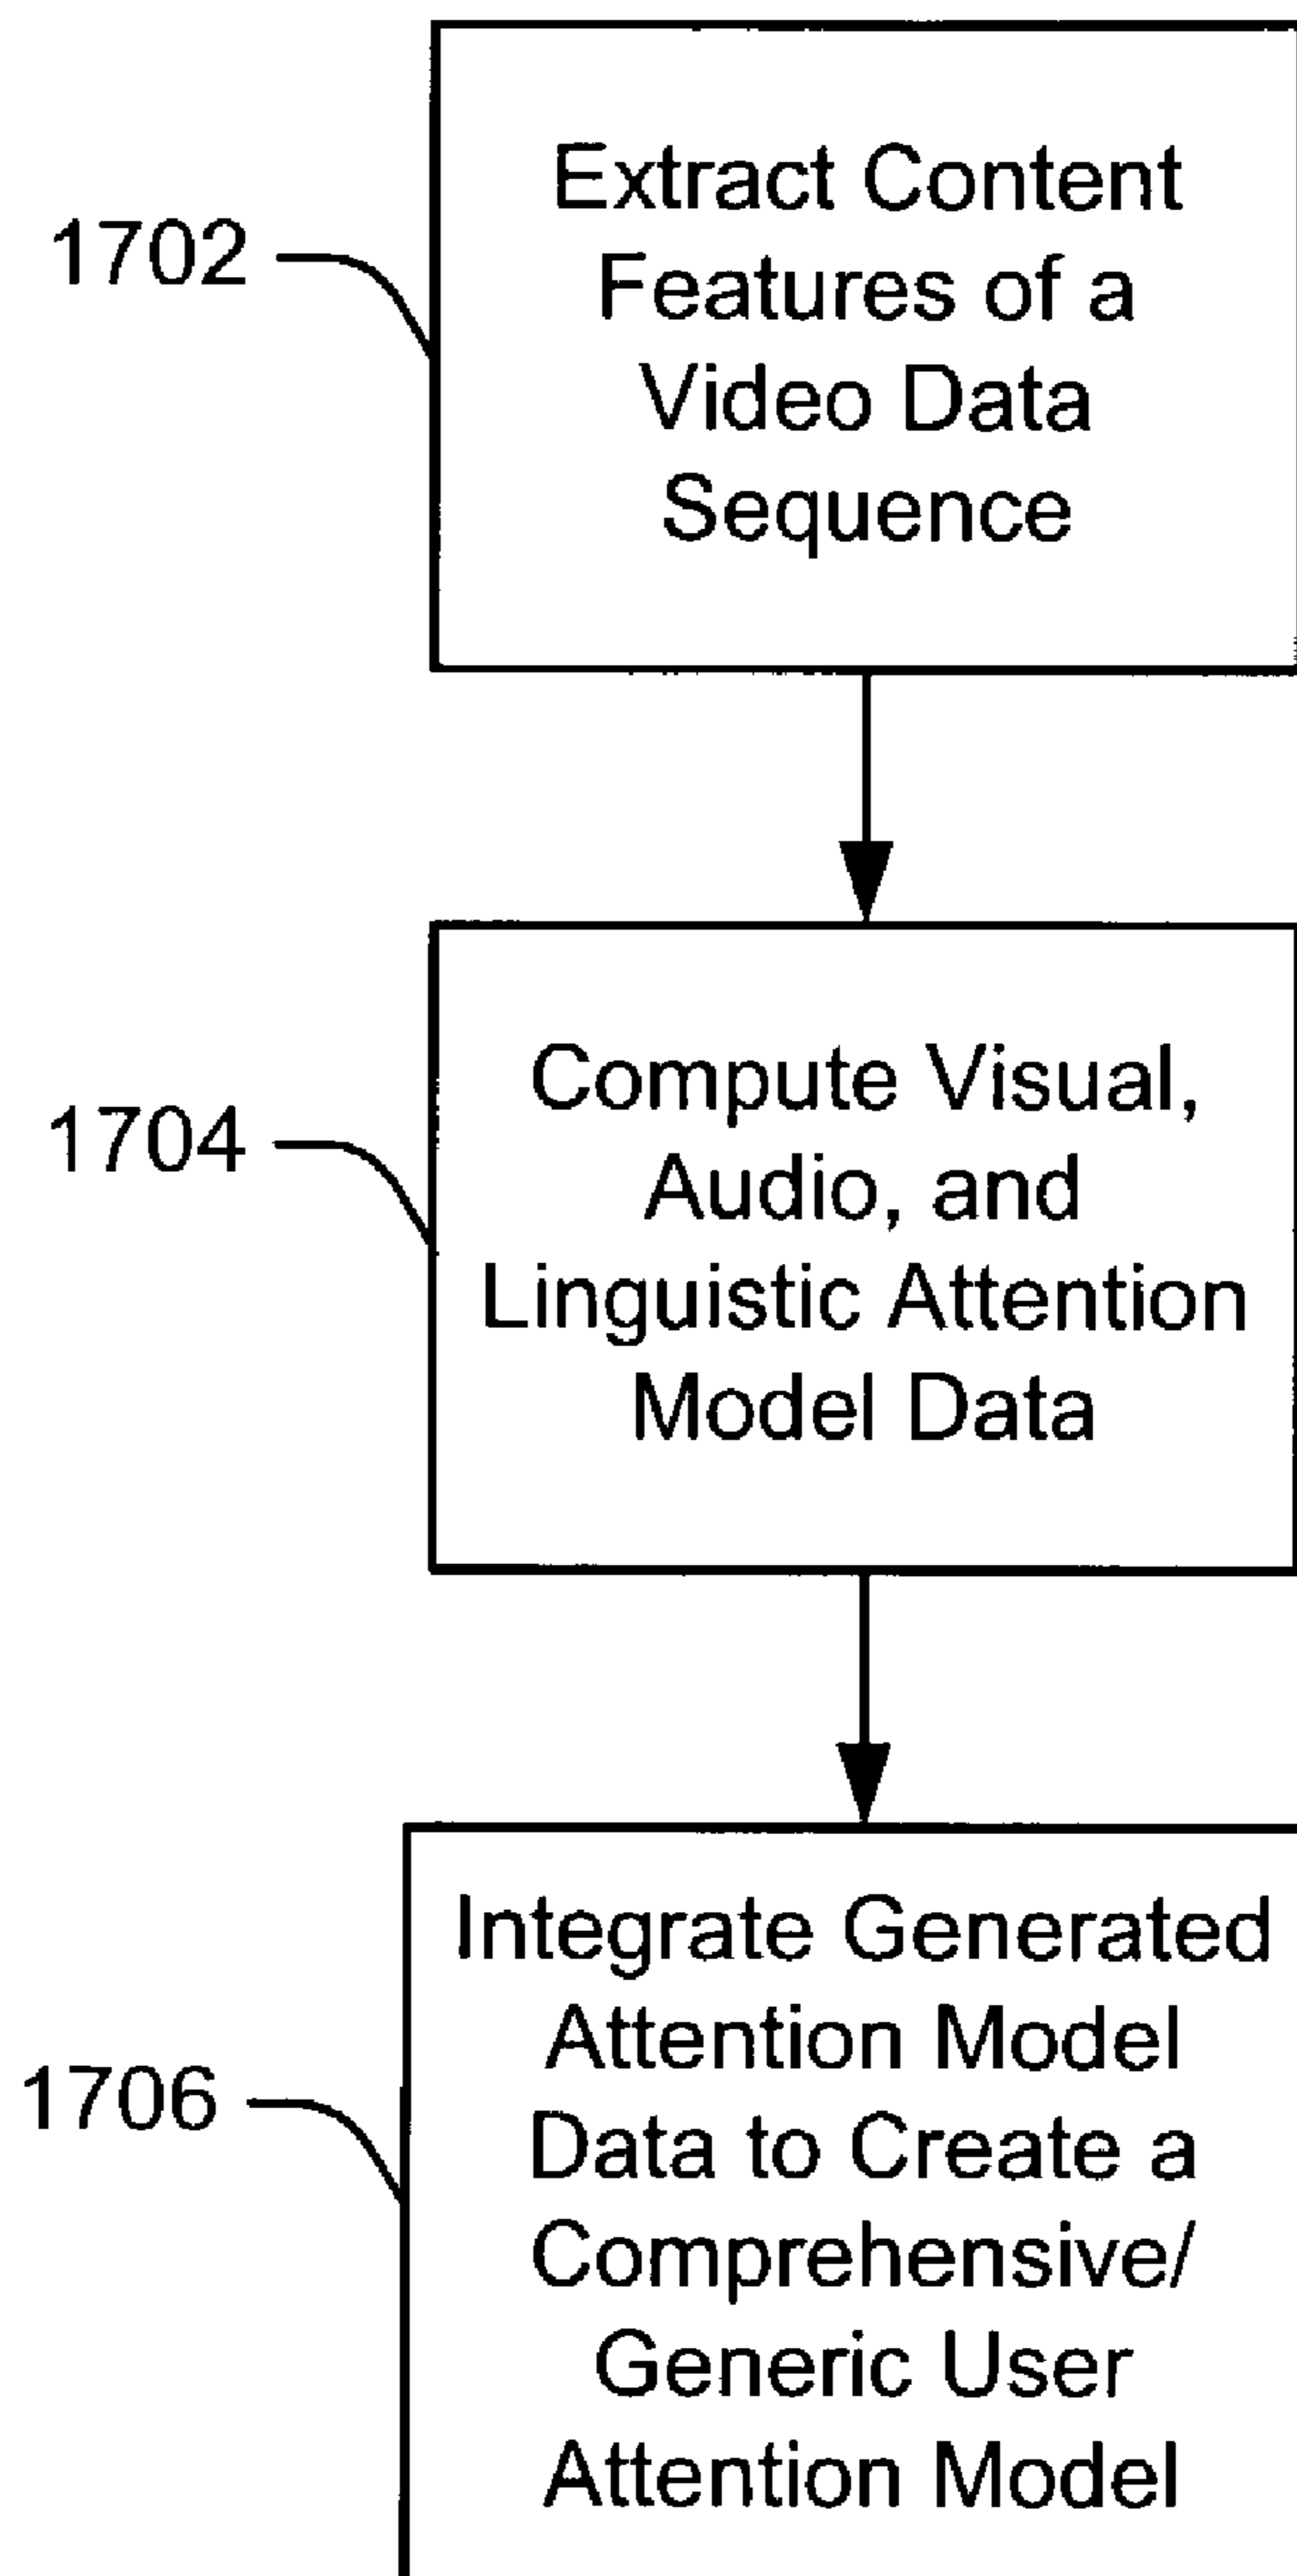 Extract Content
1702
Features of a
Video Data
Sequence
Compute Visual,
1704
Audio, and
Linguistic Attention
Model Data
Integrate Generated
Attention Model
1706
Data to Create a
Comprehensive/
Generic User
Attention Model